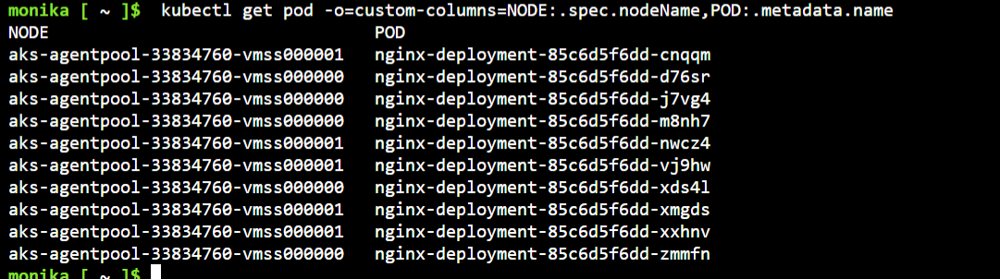 monika [ ~ ]$  kubectl get pod -o=custom-columns=NODE:.spec.nodeName,POD:.metadata.name
NODE                                POD
aks-agentpool-33834760-vmss000001   nginx-deployment-85c6d5f6dd-cnqqm
aks-agentpool-33834760-vmss000000   nginx-deployment-85c6d5f6dd-d76sr
aks-agentpool-33834760-vmss000000   nginx-deployment-85c6d5f6dd-j7vg4
aks-agentpool-33834760-vmss000000   nginx-deployment-85c6d5f6dd-m8nh7
aks-agentpool-33834760-vmss000001   nginx-deployment-85c6d5f6dd-nwcz4
aks-agentpool-33834760-vmss000001   nginx-deployment-85c6d5f6dd-vj9hw
aks-agentpool-33834760-vmss000000   nginx-deployment-85c6d5f6dd-xds4l
aks-agentpool-33834760-vmss000001   nginx-deployment-85c6d5f6dd-xmgds
aks-agentpool-33834760-vmss000001   nginx-deployment-85c6d5f6dd-xxhnv
aks-agentpool-33834760-vmss000000   nginx-deployment-85c6d5f6dd-zmmfn
monika [ ~ ]$